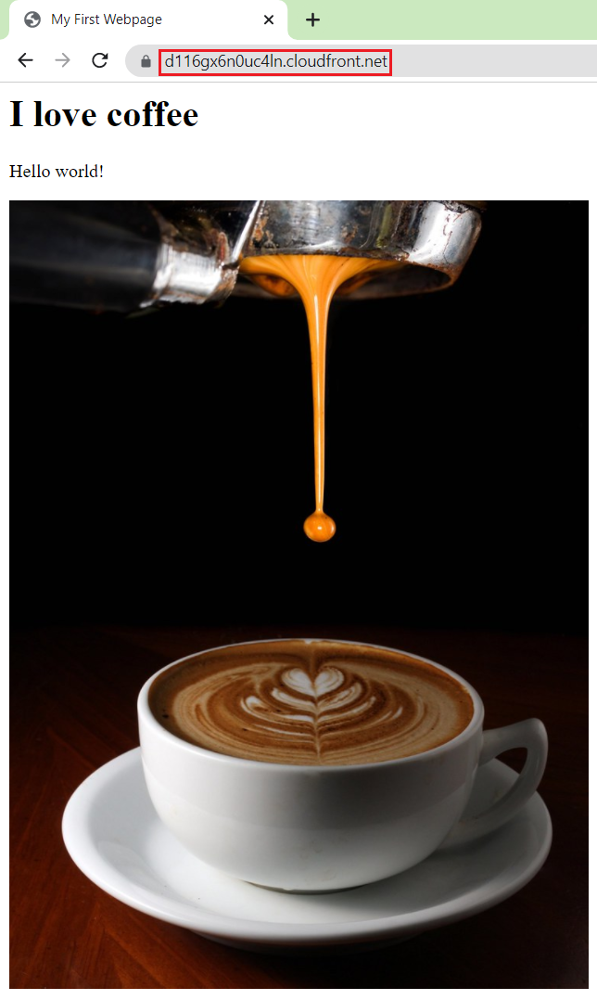 My First Webpage
d116gx6n0uc4ln.cloudfront.net
I love coffee
Hello world!